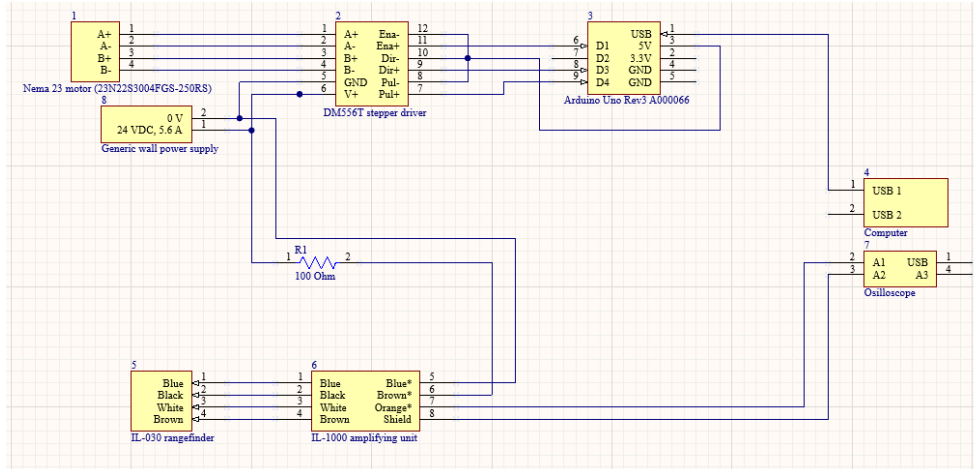 1
A+ 1
A- 2
B+ 3
B- 4
Nema 23 motor (23N22S3004FGS-250RS)
2
1 A+ Ena- 12
2 A- Ena+ 11
3 B+ Dir- 10
4 B- Dir+ 9
5 GND Pul- 8
6 V+ Pul+ 7
DM556T stepper driver
3
USB 1
6 D1 5V 3
7 D2 3.3V 2
8 D3 GND 4
9 D4 GND 5
Arduino Uno Rev3 A000066
8
0 V 2
24 VDC, 5.6 A 1
Generic wall power supply
4
1 USB 1
2 USB 2
Computer
R1
1 2
100 Ohm
7
2 A1 USB 1
3 A2 A3 4
Osilloscope
5
Blue 1
Black 2
White 3
Brown 4
IL-030 rangefinder
6
1 Blue Blue* 5
2 Black Brown* 6
3 White Orange* 7
4 Brown Shield 8
IL-1000 amplifying unit